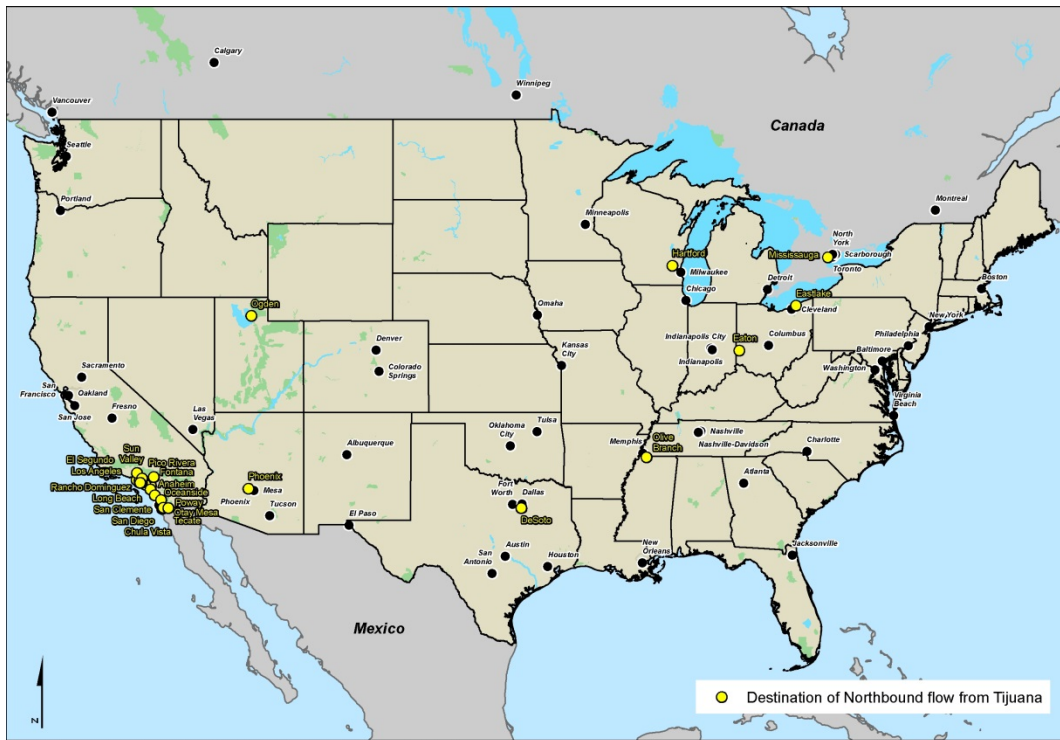 Calgary
Winnipeg
Vancouver
Canada
Seattle
Portland
Montreal
Minneapolis
North
York
Hartford
Mississauga
Scarborough
Toronto
Milwaukee
Detroit
Boston
Chicago
Eastlake
Cleveland
Ogden
Omaha
New York
Indianapolis City
Columbus
Philadelphia
Eaton
Baltimore
Denver
Kansas
City
Indianapolis
Washington
Colorado
Springs
Sacramento
San
Francisco
Oakland
Virginia
Beach
San Jose
Fresno
Las
Vegas
Tulsa
Oklahoma
City
Nashville
Memphis
Olive
Branch
Nashville-Davidson
Charlotte
Albuquerque
Sun
Valley
El Segundo
Pico Rivera
Los Angeles
Fontana
Anaheim
Rancho Dominguez
Oceanside
Long Beach
Poway
San Clemente
Otay Mesa
San Diego
Tecate
Chula Vista
Phoenix
Mesa
Phoenix
Tucson
Atlanta
Fort
Worth
Dallas
DeSoto
El Paso
Austin
New
Orleans
Jacksonville
San
Antonio
Houston
Mexico
N
Destination of Northbound flow from Tijuana